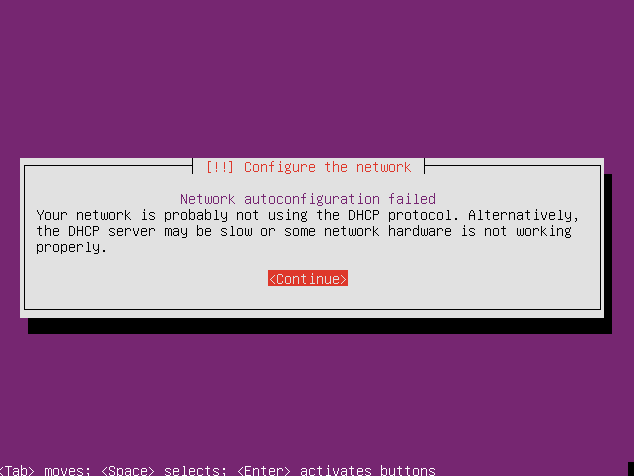 [!!] Configure the network
Network autoconfiguration failed
Your network is probably not using the DHCP protocol. Alternatively,
the DHCP server may be slow or some network hardware is not working
properly.
<Continue>
<Tab> moves; <Space> selects; <Enter> activates buttons